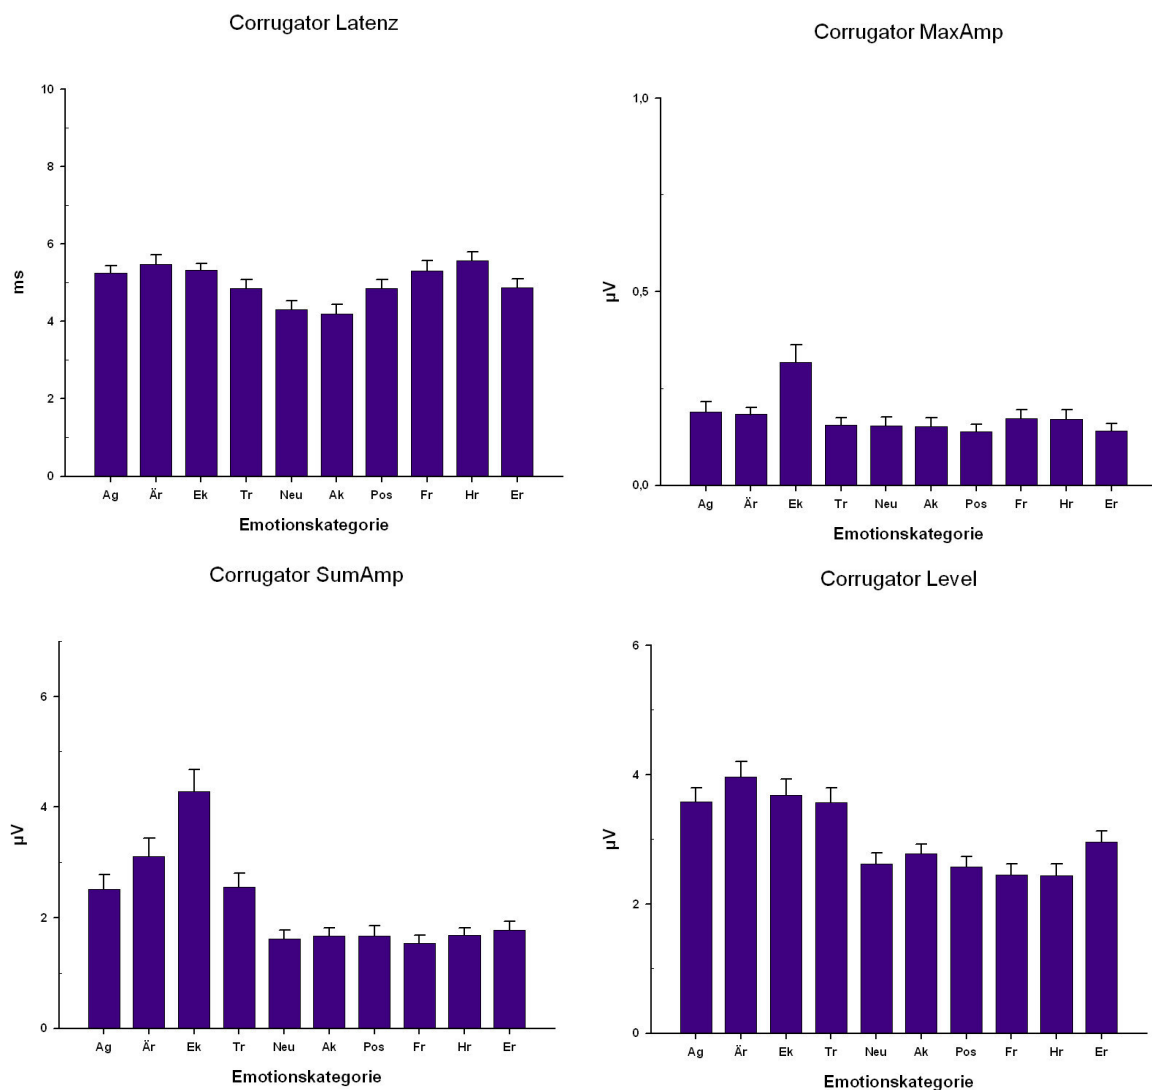 Corrugator Latenz
10
8
6
4
2
0
ms
Ag Är Ek Tr Neu Ak Pos Fr Hr Er
Emotionskategorie
Corrugator MaxAmp
1,0
0,5
0,0
µV
Ag Är Ek Tr Neu Ak Pos Fr Hr Er
Emotionskategorie
Corrugator SumAmp
6
4
2
0
µV
Ag Är Ek Tr Neu Ak Pos Fr Hr Er
Emotionskategorie
Corrugator Level
6
4
2
0
µV
Ag Är Ek Tr Neu Ak Pos Fr Hr Er
Emotionskategorie